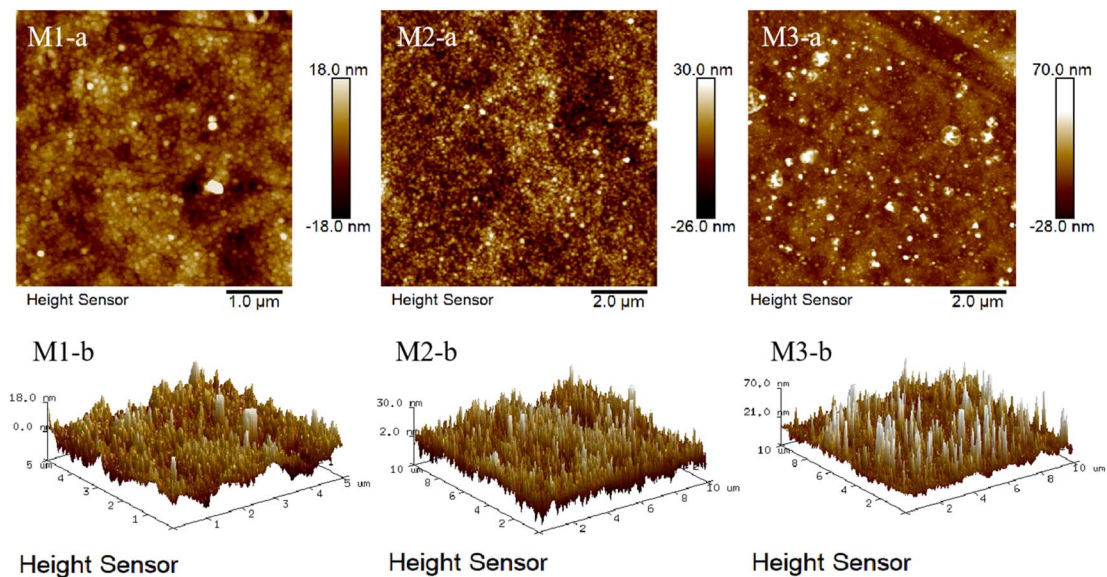 M1-a
18.0 nm
-18.0 nm
Height Sensor
1.0 µm
M2-a
30.0 nm
-26.0 nm
Height Sensor
2.0 µm
M3-a
70.0 nm
-28.0 nm
Height Sensor
2.0 µm
M1-b
18.0 nm
0.0 nm
5 um
4
3
2
1
1
2
3
4
5 um
Height Sensor
M2-b
30.0 nm
2.0 nm
10 um
8
6
4
2
2
4
6
8
10 um
Height Sensor
M3-b
70.0 nm
21.0 nm
10 um
8
6
4
2
2
4
6
8
10 um
Height Sensor